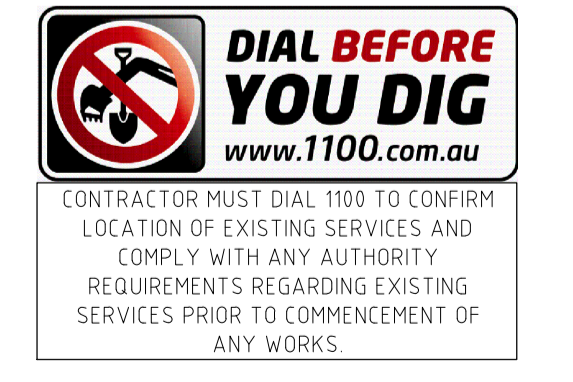 DIAL BEFORE
YOU DIG
www.1100.com.au
CONTRACTOR MUST DIAL 1100 TO CONFIRM
LOCATION OF EXISTING SERVICES AND
COMPLY WITH ANY AUTHORITY
REQUIREMENTS REGARDING EXISTING
SERVICES PRIOR TO COMMENCEMENT OF
ANY WORKS.